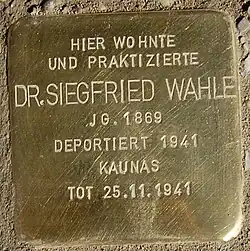 HIER WOHNTE
UND PRAKTIZIERTE
DR. SIEGFRIED WAHLE
JG. 1869
DEPORTIERT 1941
KAUNAS
TOT 25.11.1941